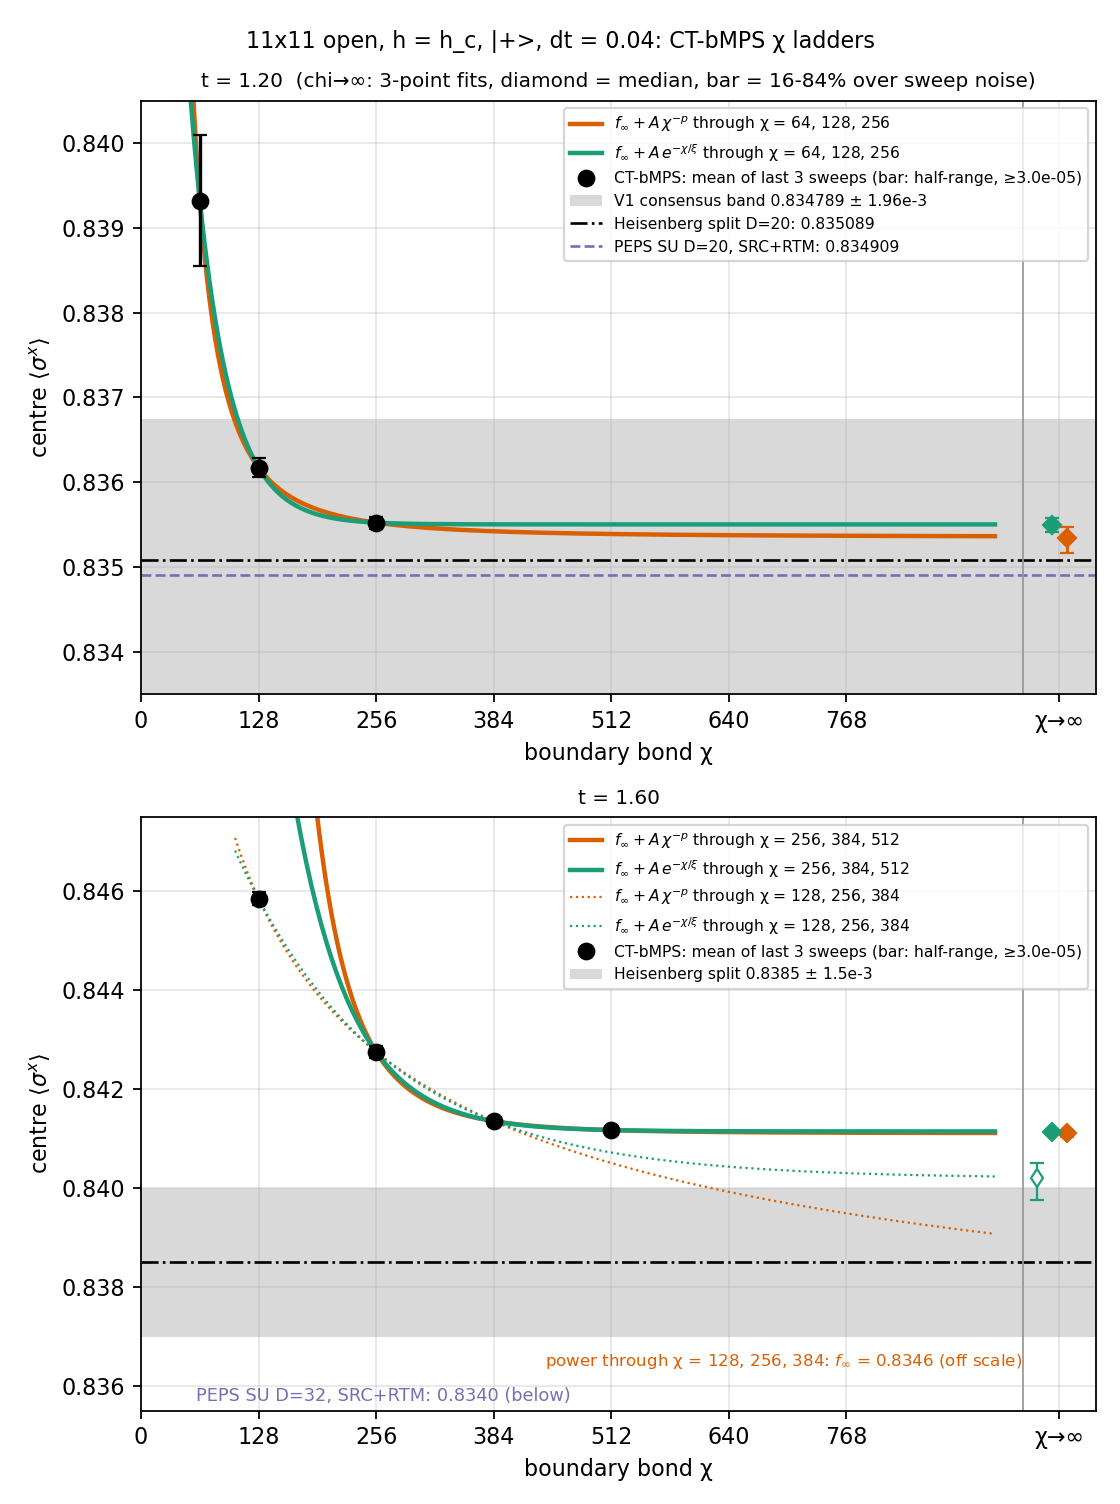 11x11 open, h = h_c, |+>, dt = 0.04: CT-bMPS χ ladders
t = 1.20 (chi→∞: 3-point fits, diamond = median, bar = 16-84% over sweep noise)
f∞ + A χ^−p through χ = 64, 128, 256
f∞ + A e^−χ/ξ through χ = 64, 128, 256
CT-bMPS: mean of last 3 sweeps (bar: half-range, ≥3.0e-05)
V1 consensus band 0.834789 ± 1.96e-3
Heisenberg split D=20: 0.835089
PEPS SU D=20, SRC+RTM: 0.834909
0.840
0.839
0.838
0.837
0.836
0.835
0.834
centre ⟨σ^x⟩
0 128 256 384 512 640 768 χ→∞
boundary bond χ
t = 1.60
f∞ + A χ^−p through χ = 256, 384, 512
f∞ + A e^−χ/ξ through χ = 256, 384, 512
f∞ + A χ^−p through χ = 128, 256, 384
f∞ + A e^−χ/ξ through χ = 128, 256, 384
CT-bMPS: mean of last 3 sweeps (bar: half-range, ≥3.0e-05)
Heisenberg split 0.8385 ± 1.5e-3
0.846
0.844
0.842
0.840
0.838
0.836
centre ⟨σ^x⟩
power through χ = 128, 256, 384: f∞ = 0.8346 (off scale)
PEPS SU D=32, SRC+RTM: 0.8340 (below)
0 128 256 384 512 640 768 χ→∞
boundary bond χ